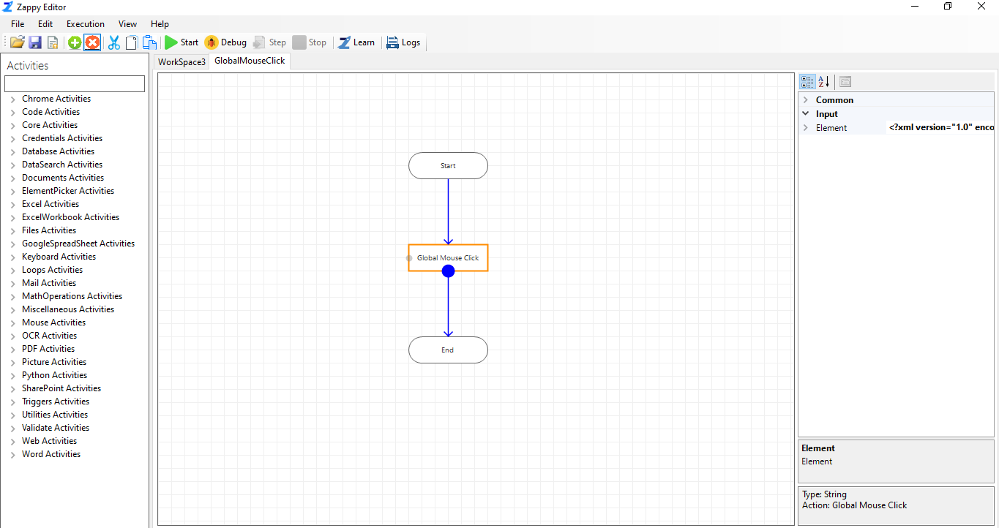 Zappy Editor
File Edit Execution View Help
Start Debug Step Stop Learn Logs
Activities
Chrome Activities
Code Activities
Core Activities
Credentials Activities
Database Activities
DataSearch Activities
Documents Activities
ElementPicker Activities
Excel Activities
ExcelWorkbook Activities
Files Activities
GoogleSpreadSheet Activities
Keyboard Activities
Loops Activities
Mail Activities
MathOperations Activities
Miscellaneous Activities
Mouse Activities
OCR Activities
PDF Activities
Picture Activities
Python Activities
SharePoint Activities
Triggers Activities
Utilities Activities
Validate Activities
Web Activities
Word Activities
WorkSpace3 GlobalMouseClick
Start
Global Mouse Click
End
Common
Input
Element <?xml version="1.0" enco
Element
Element
Type: String
Action: Global Mouse Click